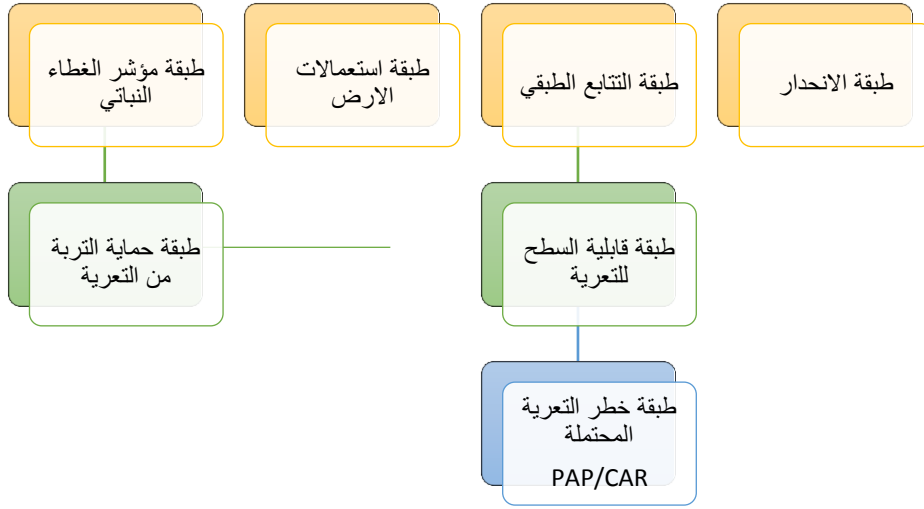 طبقة الانحدار
طبقة التتابع الطبقي
طبقة استعمالات
الارض
طبقة مؤشر الغطاء
النباتي
طبقة قابلية السطح
للتعرية
طبقة حماية التربة
من التعرية
طبقة خطر التعرية
المحتملة
PAP/CAR